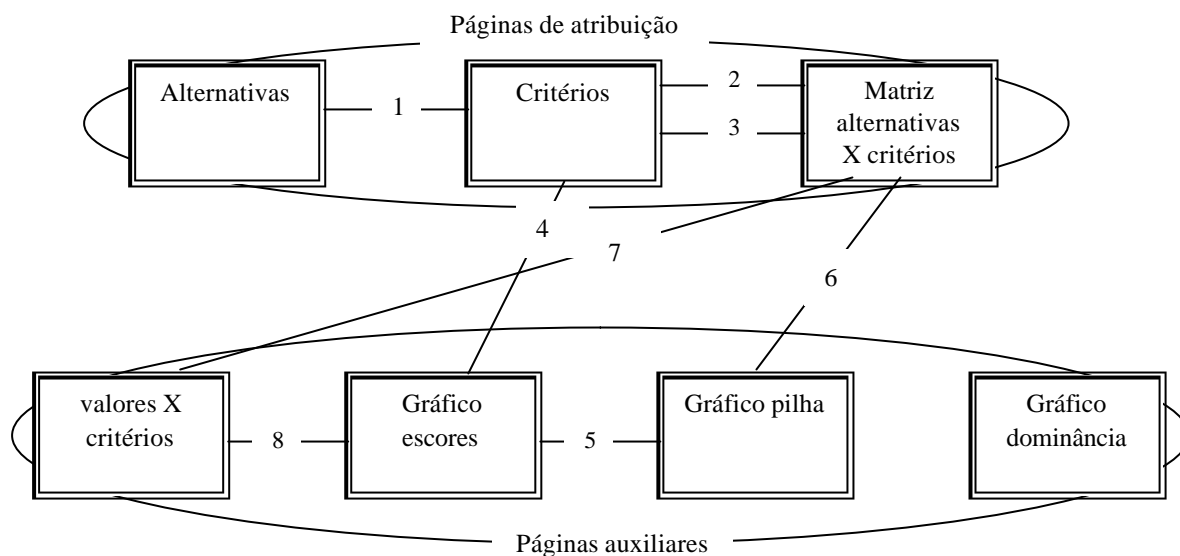 Páginas de atribuição
Alternativas
1
Critérios
2
3
Matriz
alternativas
X critérios
4
7
6
valores X
critérios
8
Gráfico
escores
5
Gráfico pilha
Gráfico
dominância
Páginas auxiliares